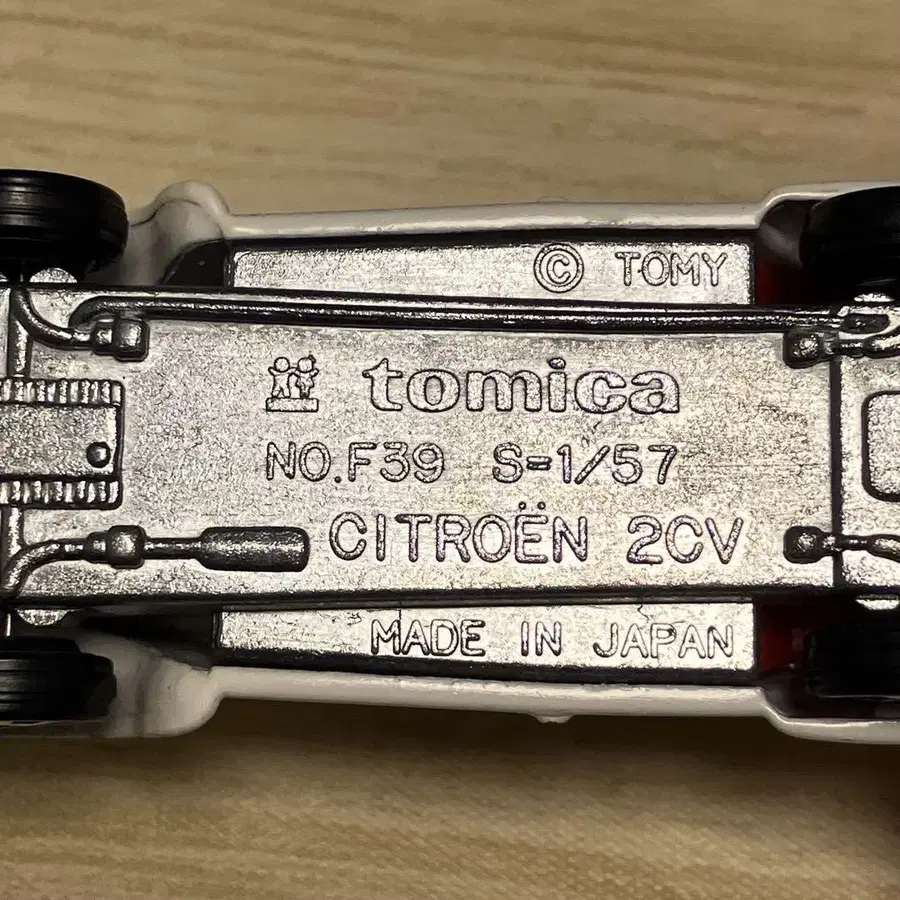 © TOMY
tomica
NO.F39 S=1/57
CITROËN 2CV
MADE IN JAPAN